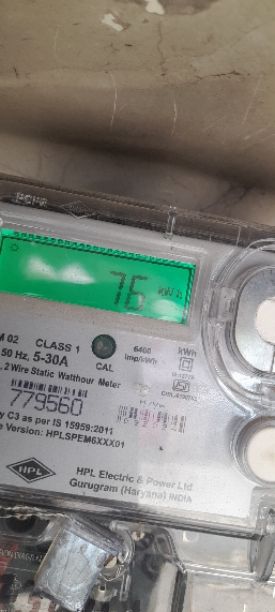 76 kWh
M 02 CLASS 1
50 Hz, 5-30A
CAL
6400
imp/kWh
kWh
2 Wire Static Watthour Meter
779560
y C3 as per IS 15959:2011
e Version: HPLSPEM6XXX01
HPL
HPL Electric & Power Ltd
Gurugram (Haryana) INDIA